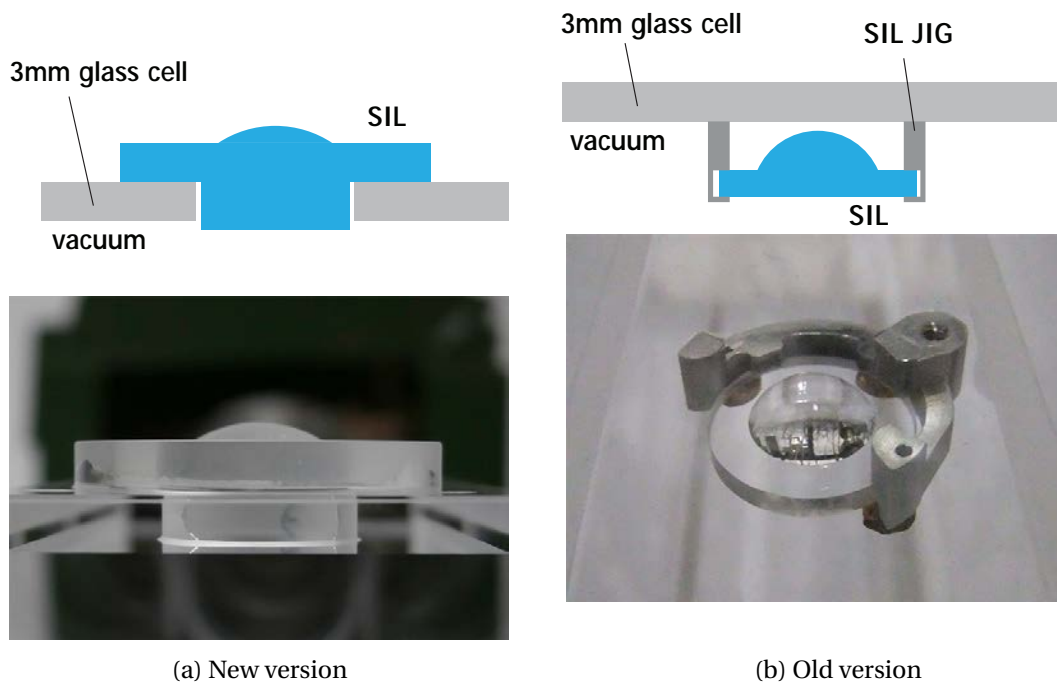 3mm glass cell
SIL
vacuum
(a) New version
3mm glass cell
SIL JIG
vacuum
SIL
(b) Old version